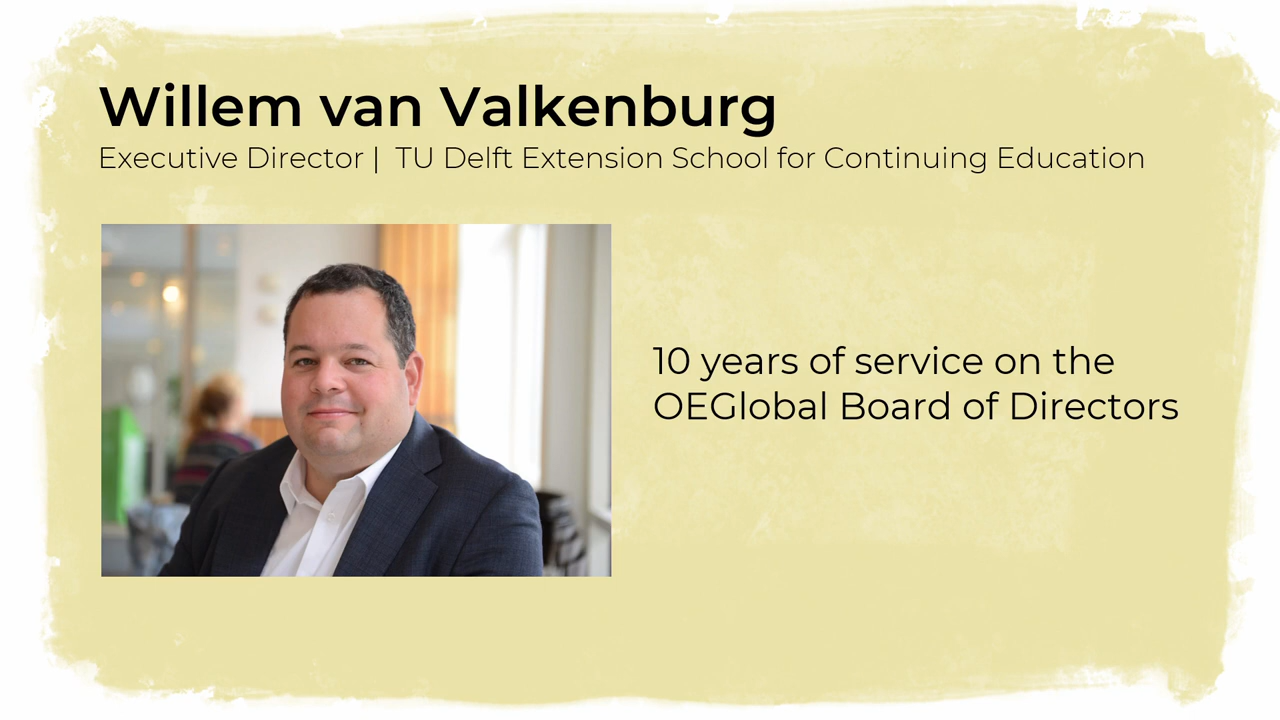 Willem van Valkenburg
Executive Director | TU Delft Extension School for Continuing Education
10 years of service on the
OEGlobal Board of Directors